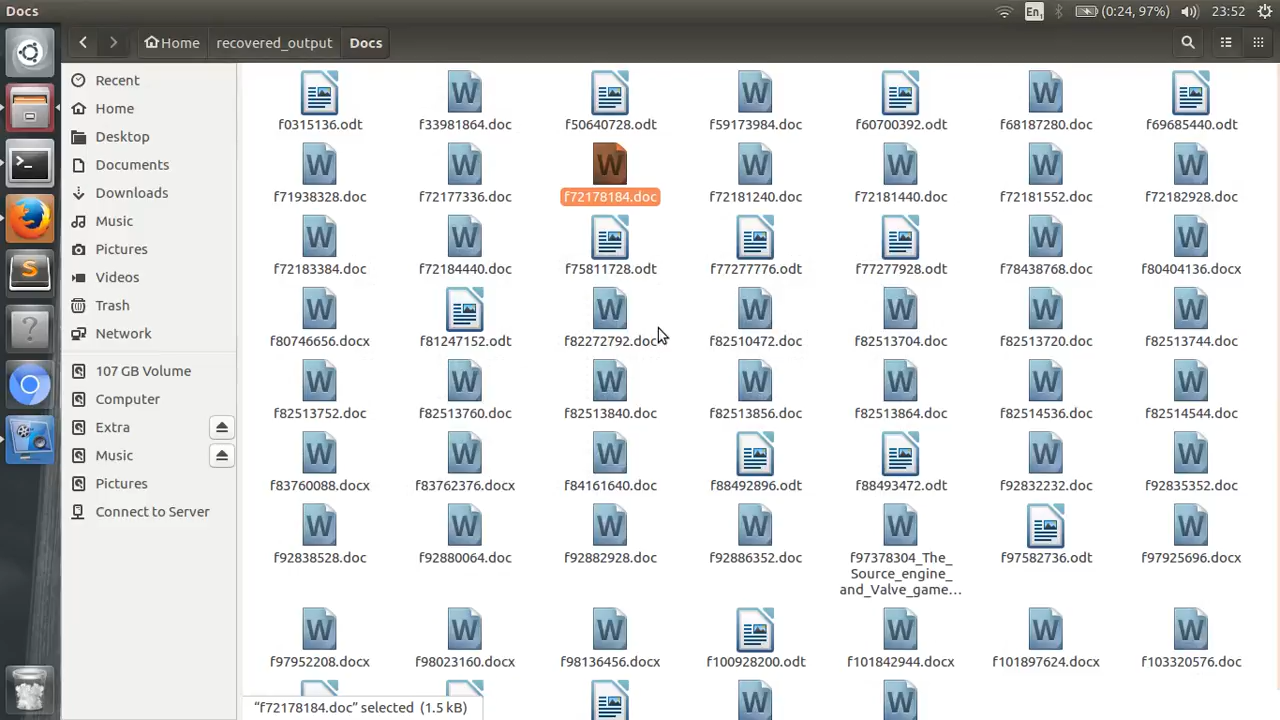 Docs
En1 (0:24, 97%) 23:52
Home recovered_output Docs
Recent
Home
Desktop
Documents
Downloads
Music
Pictures
Videos
Trash
Network
107 GB Volume
Computer
Extra
Music
Pictures
Connect to Server
f0315136.odt f33981864.doc f50640728.odt f59173984.doc f60700392.odt f68187280.doc f69685440.odt
f71938328.doc f72177336.doc f72178184.doc f72181240.doc f72181440.doc f72181552.doc f72182928.doc
f72183384.doc f72184440.doc f75811728.odt f77277776.odt f77277928.odt f78438768.doc f80404136.docx
f80746656.docx f81247152.odt f82272792.doc f82510472.doc f82513704.doc f82513720.doc f82513744.doc
f82513752.doc f82513760.doc f82513840.doc f82513856.doc f82513864.doc f82514536.doc f82514544.doc
f83760088.docx f83762376.docx f84161640.doc f88492896.odt f88493472.odt f92832232.doc f92835352.doc
f92838528.doc f92880064.doc f92882928.doc f92886352.doc f97378304_The_ f97582736.odt f97925696.docx
Source_engine_
and_Valve_game…
f97952208.docx f98023160.docx f98136456.docx f100928200.odt f101842944.docx f101897624.docx f103320576.doc
“f72178184.doc” selected (1.5 kB)